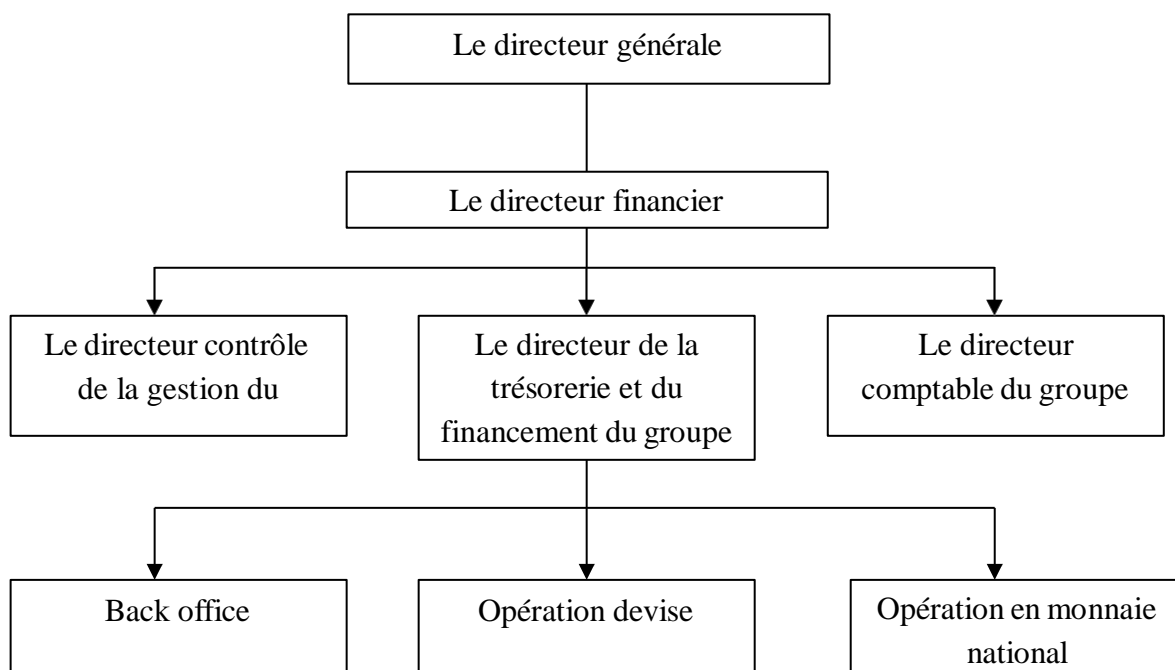 Le directeur générale
Le directeur financier
Le directeur contrôle
de la gestion du
Le directeur de la
trésorerie et du
financement du groupe
Le directeur
comptable du groupe
Back office
Opération devise
Opération en monnaie
national